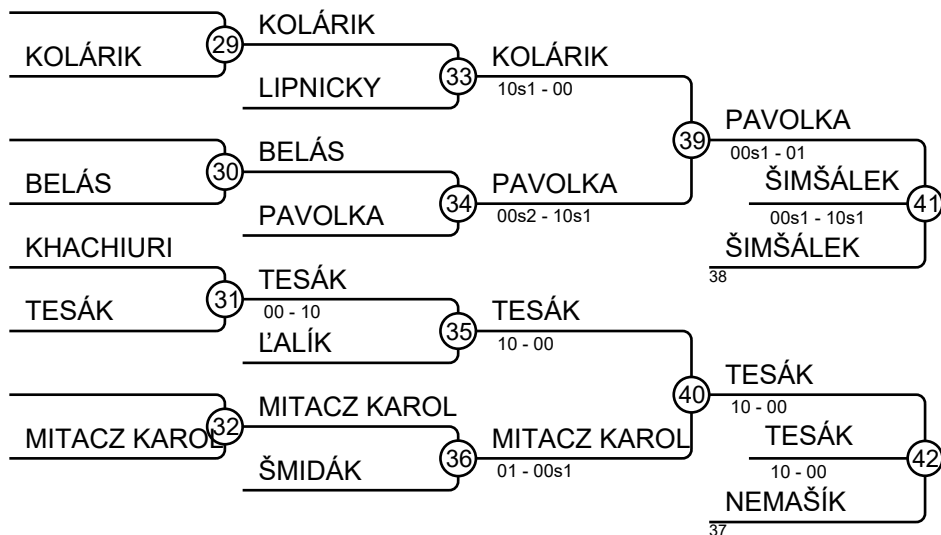 KOLÁRIK
29
KOLÁRIK
LIPNICKY
33
KOLÁRIK
10s1 - 00
BELÁS
30
BELÁS
PAVOLKA
34
PAVOLKA
00s2 - 10s1
39
PAVOLKA
00s1 - 01
ŠIMŠÁLEK
00s1 - 10s1
ŠIMŠÁLEK
38
41
KHACHIURI
TESÁK
31
TESÁK
00 - 10
ĽALÍK
35
TESÁK
10 - 00
MITACZ KAROL
32
MITACZ KAROL
ŠMIDÁK
36
MITACZ KAROL
01 - 00s1
40
TESÁK
10 - 00
TESÁK
10 - 00
NEMAŠÍK
37
42